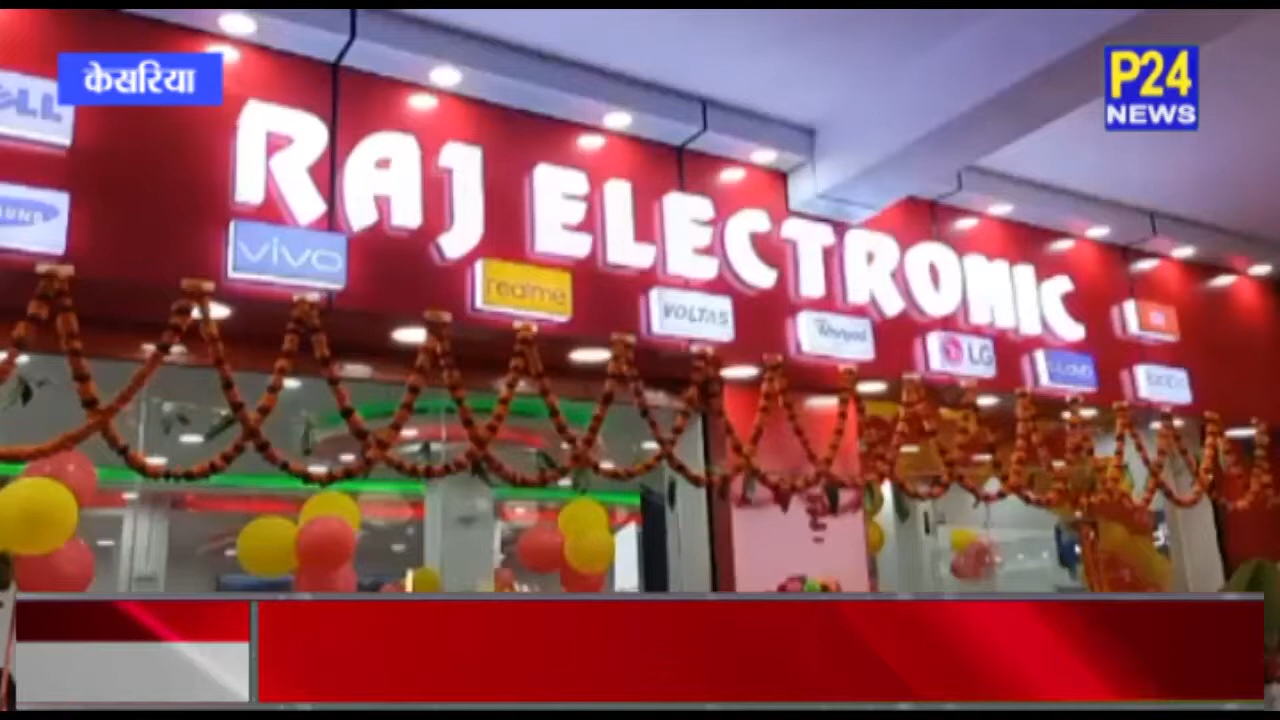 केसरिया
P24
NEWS
RAJ ELECTRONIC
vivo
realme
VOLTAS
Whirlpool
LG